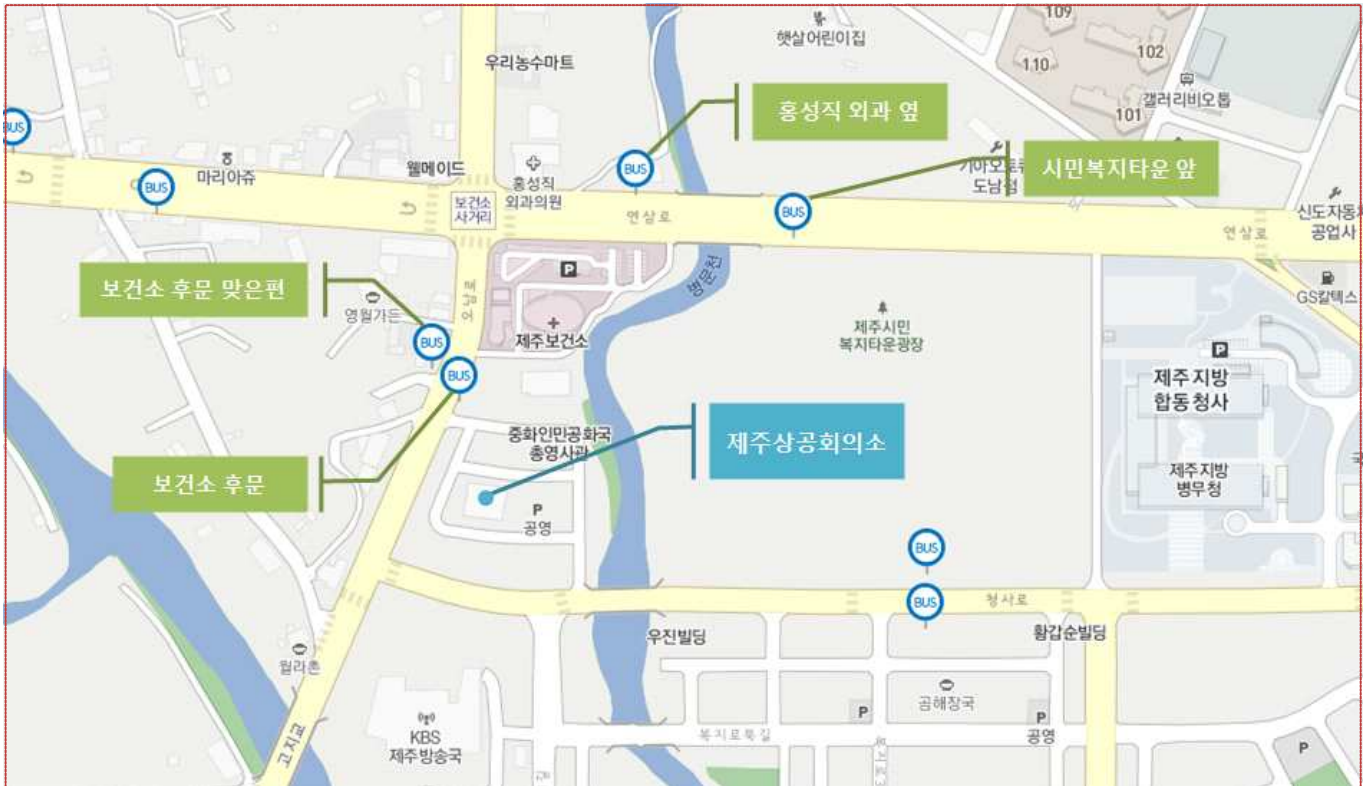 109
햇살어린이집
102
110
우리농수마트
갤러리비오톱
101
홍성직 외과 옆
BUS
BUS
마리아쥬
웰메이드
홍성직
외과의원
BUS
시민복지타운 앞
기아오토큐
도남점
BUS
보건소
사거리
연삼로
신도자동차
공업사
연삼로
보건소 후문 맞은편
P
병문천
GS칼텍스
영월가든
오남로
제주보건소
제주시민
복지타운광장
BUS
P
BUS
제주지방
합동청사
제주상공회의소
중화인민공화국
총영사관
보건소 후문
제주지방
병무청
P
공영
BUS
BUS
청사로
우진빌딩
황갑순빌딩
월라촌
곰해장국
P
P
공영
KBS
제주방송국
복지로북길
고지교
P